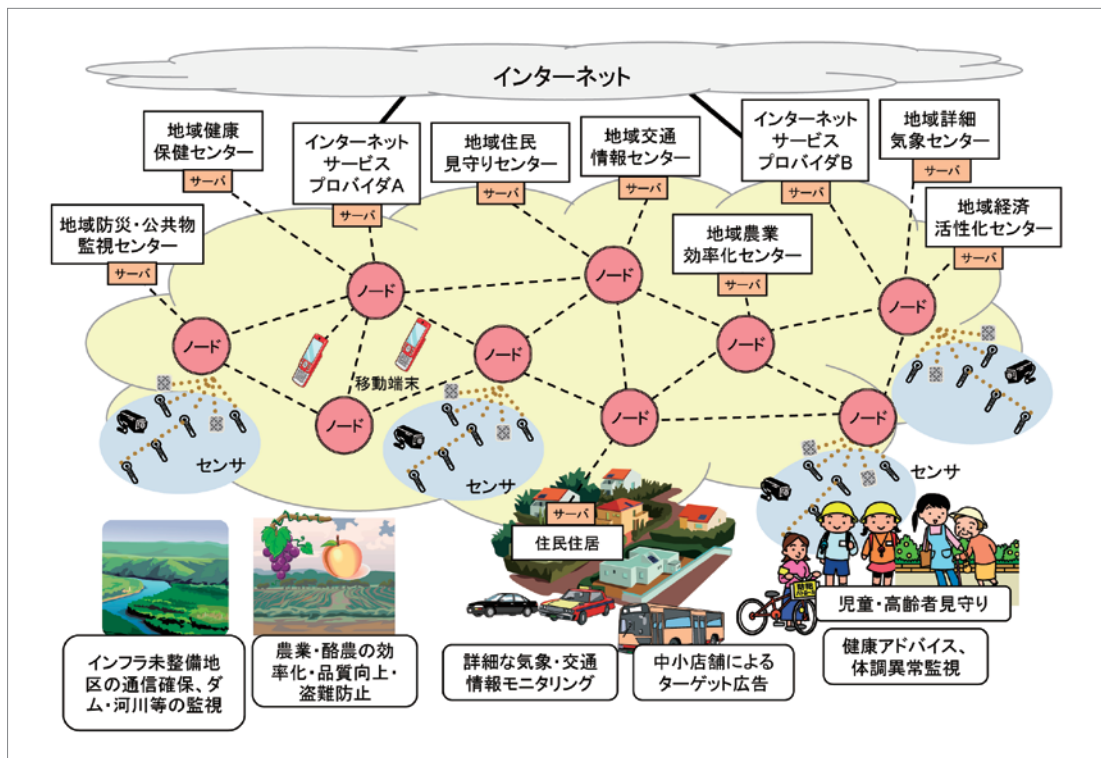 インターネット
地域健康
保健センター
インターネット
サービス
プロバイダA
サーバ
地域住民
見守りセンター
サーバ
地域交通
情報センター
サーバ
インターネット
サービス
プロバイダB
サーバ
地域詳細
気象センター
サーバ
サーバ
地域防災・公共物
監視センター
サーバ
地域農業
効率化センター
サーバ
地域経済
活性化センター
サーバ
ノード
ノード
ノード
ノード
ノード
ノード
ノード
ノード
ノード
移動端末
センサ
センサ
センサ
サーバ
住民住居
児童・高齢者見守り
インフラ未整備地
区の通信確保、ダ
ム・河川等の監視
農業・酪農の効
率化・品質向上・
盗難防止
詳細な気象・交通
情報モニタリング
中小店舗による
ターゲット広告
健康アドバイス、
体調異常監視